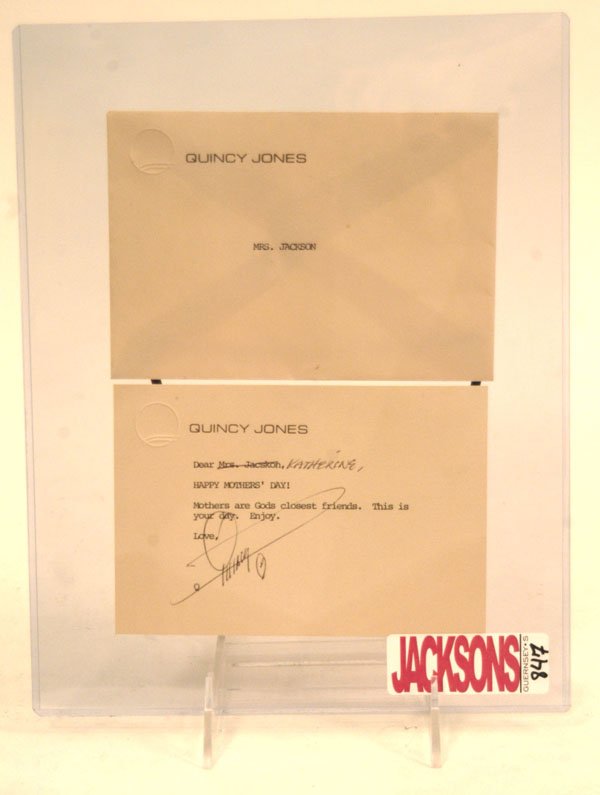 QUINCY JONES
MRS. JACKSON
QUINCY JONES
Dear Mrs. Jackson, KATHERINE,
HAPPY MOTHERS' DAY!
Mothers are Gods closest friends. This is
your day. Enjoy.
Love,
Quincy
JACKSONS
GUERNSEY'S
847